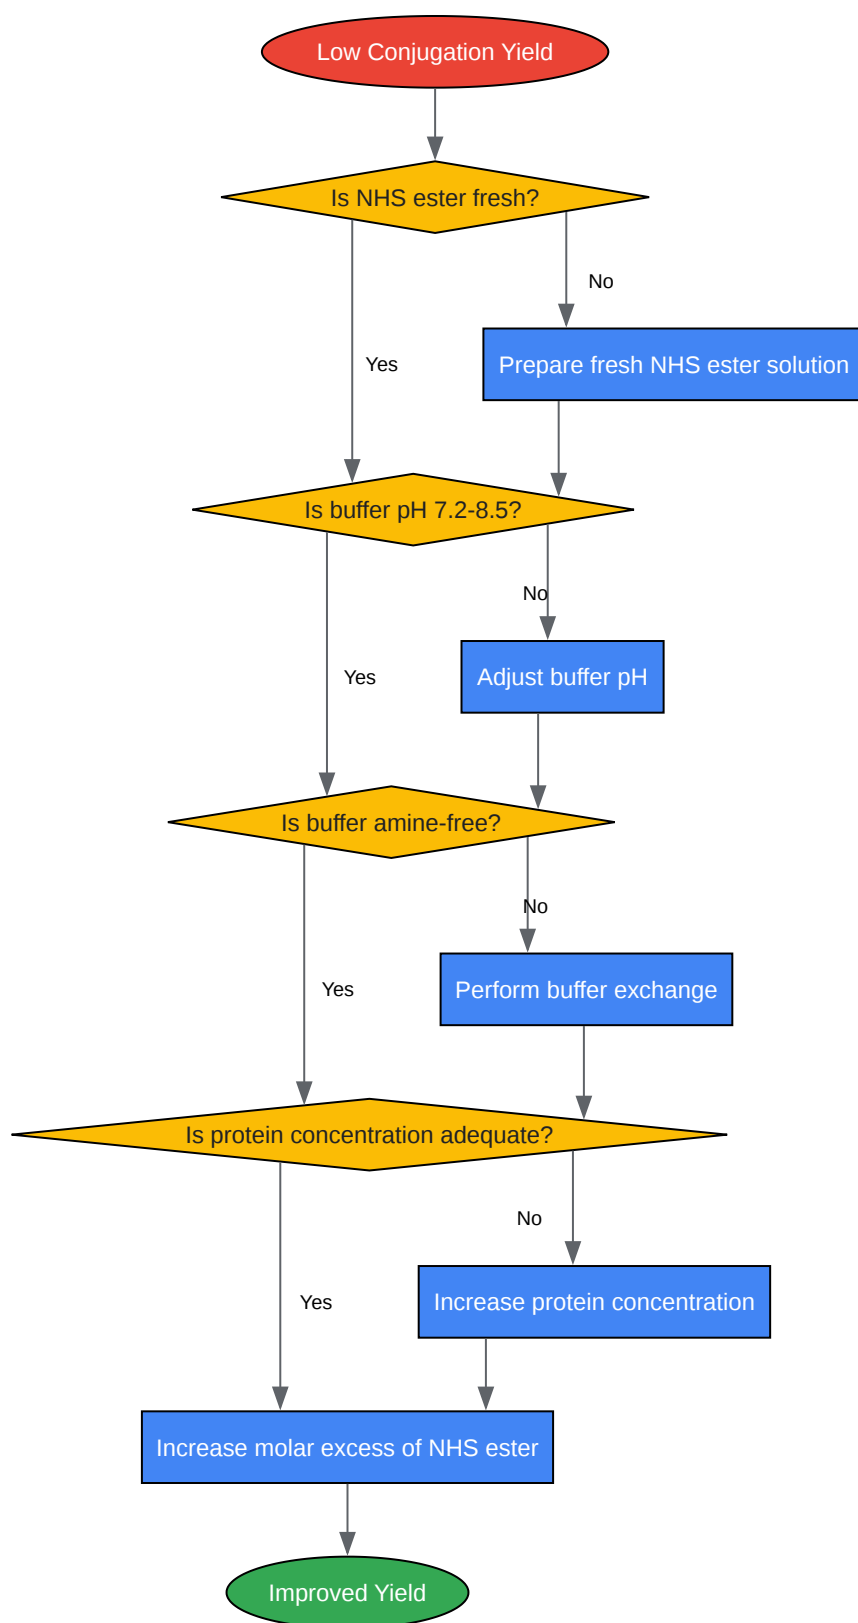 Low Conjugation Yield
Is NHS ester fresh?
No
Yes
Prepare fresh NHS ester solution
Is buffer pH 7.2-8.5?
No
Yes
Adjust buffer pH
Is buffer amine-free?
No
Yes
Perform buffer exchange
Is protein concentration adequate?
No
Yes
Increase protein concentration
Increase molar excess of NHS ester
Improved Yield